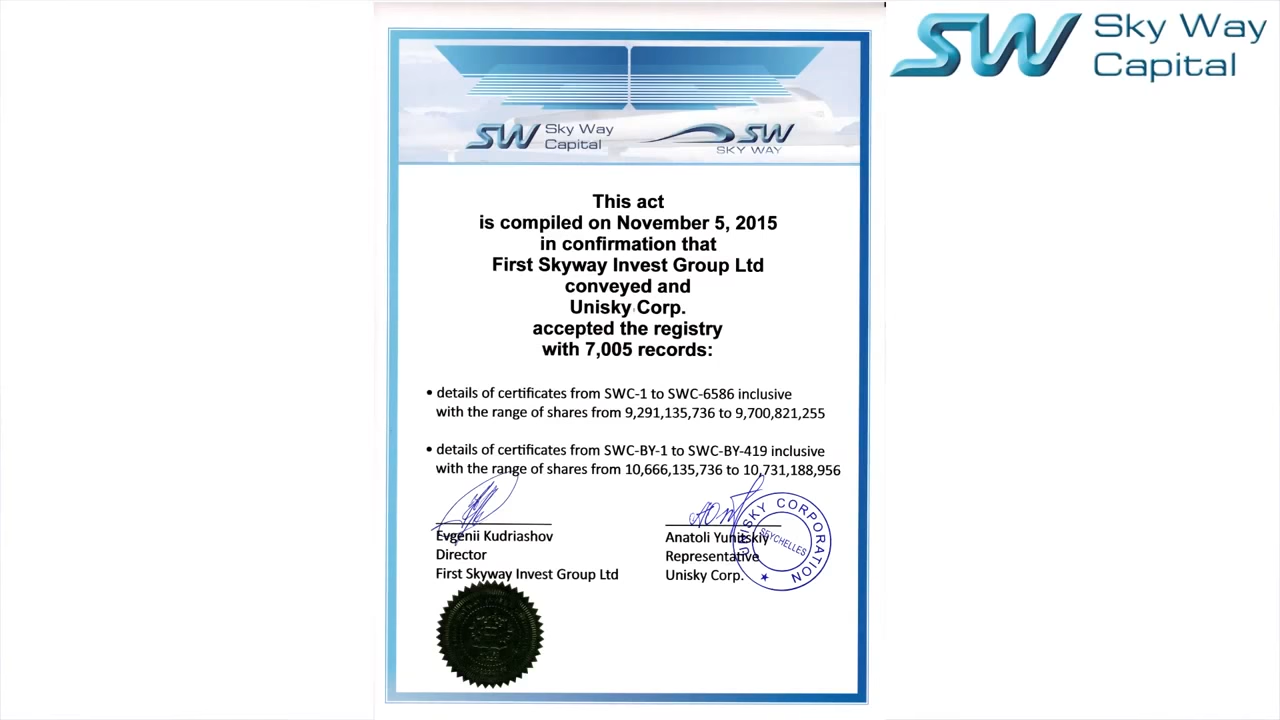 SW Sky Way
Capital
SW Sky Way
Capital
SW
SKY WAY
This act
is compiled on November 5, 2015
in confirmation that
First Skyway Invest Group Ltd
conveyed and
Unisky Corp.
accepted the registry
with 7,005 records:
• details of certificates from SWC-1 to SWC-6586 inclusive
with the range of shares from 9,291,135,736 to 9,700,821,255
• details of certificates from SWC-BY-1 to SWC-BY-419 inclusive
with the range of shares from 10,666,135,736 to 10,731,188,956
Evgenii Kudriashov
Director
First Skyway Invest Group Ltd
Anatoli Yunitskiy
Representative
Unisky Corp.
UNISKY CORPORATION
SEYCHELLES